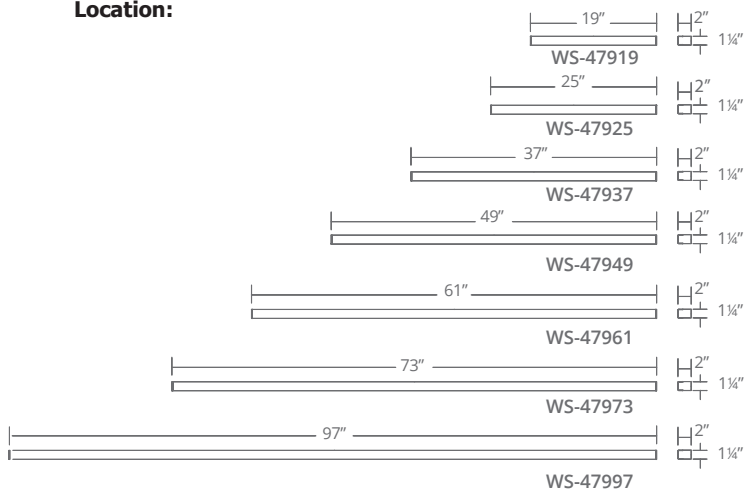 Location:
19” 2”
1¼”
WS-47919
25” 2”
1¼”
WS-47925
37” 2”
1¼”
WS-47937
49” 2”
1¼”
WS-47949
61” 2”
1¼”
WS-47961
73” 2”
1¼”
WS-47973
97” 2”
1¼”
WS-47997